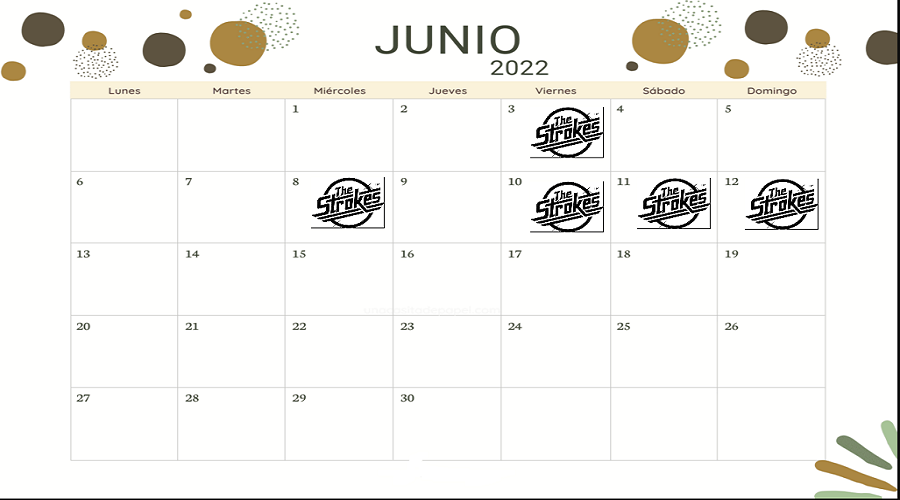 JUNIO
2022
Lunes Martes Miércoles Jueves Viernes Sábado Domingo
1 2 3 The Strokes 4 5
6 7 8 The Strokes 9 10 The Strokes 11 The Strokes 12 The Strokes
13 14 15 16 17 18 19
20 21 22 23 24 25 26
27 28 29 30